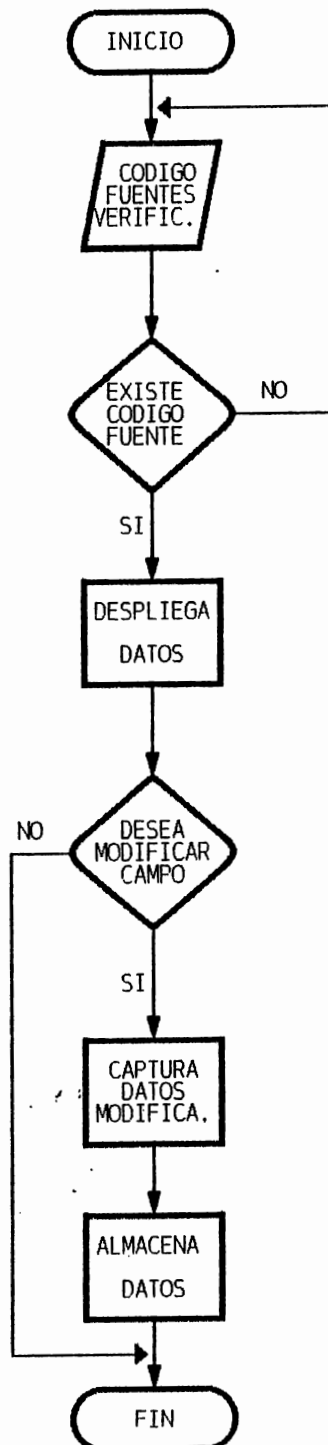 INICIO
CODIGO
FUENTES
VERIFIC.
EXISTE
CODIGO
FUENTE
NO
SI
DESPLIEGA
DATOS
NO
DESEA
MODIFICAR
CAMPO
SI
CAPTURA
DATOS
MODIFICA.
ALMACENA
DATOS
FIN